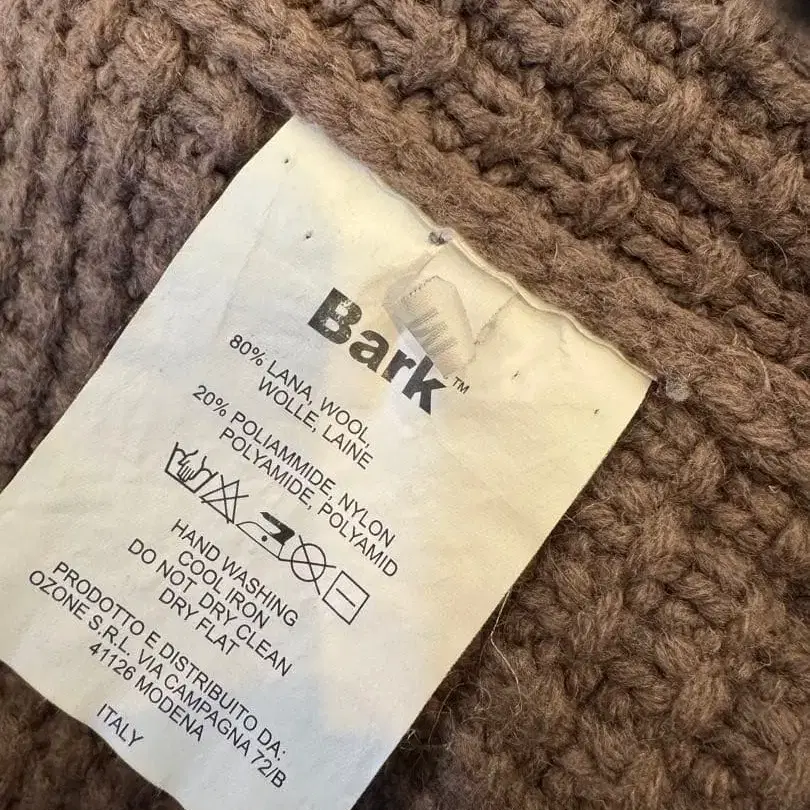 Bark™
80% LANA, WOOL,
WOLLE, LAINE
20% POLIAMMIDE, NYLON
POLYAMIDE, POLYAMID
HAND WASHING
COOL IRON
DO NOT DRY CLEAN
DRY FLAT
PRODOTTO E DISTRIBUITO DA:
OZONE S.R.L. VIA CAMPAGNA 72/B
41126 MODENA
ITALY